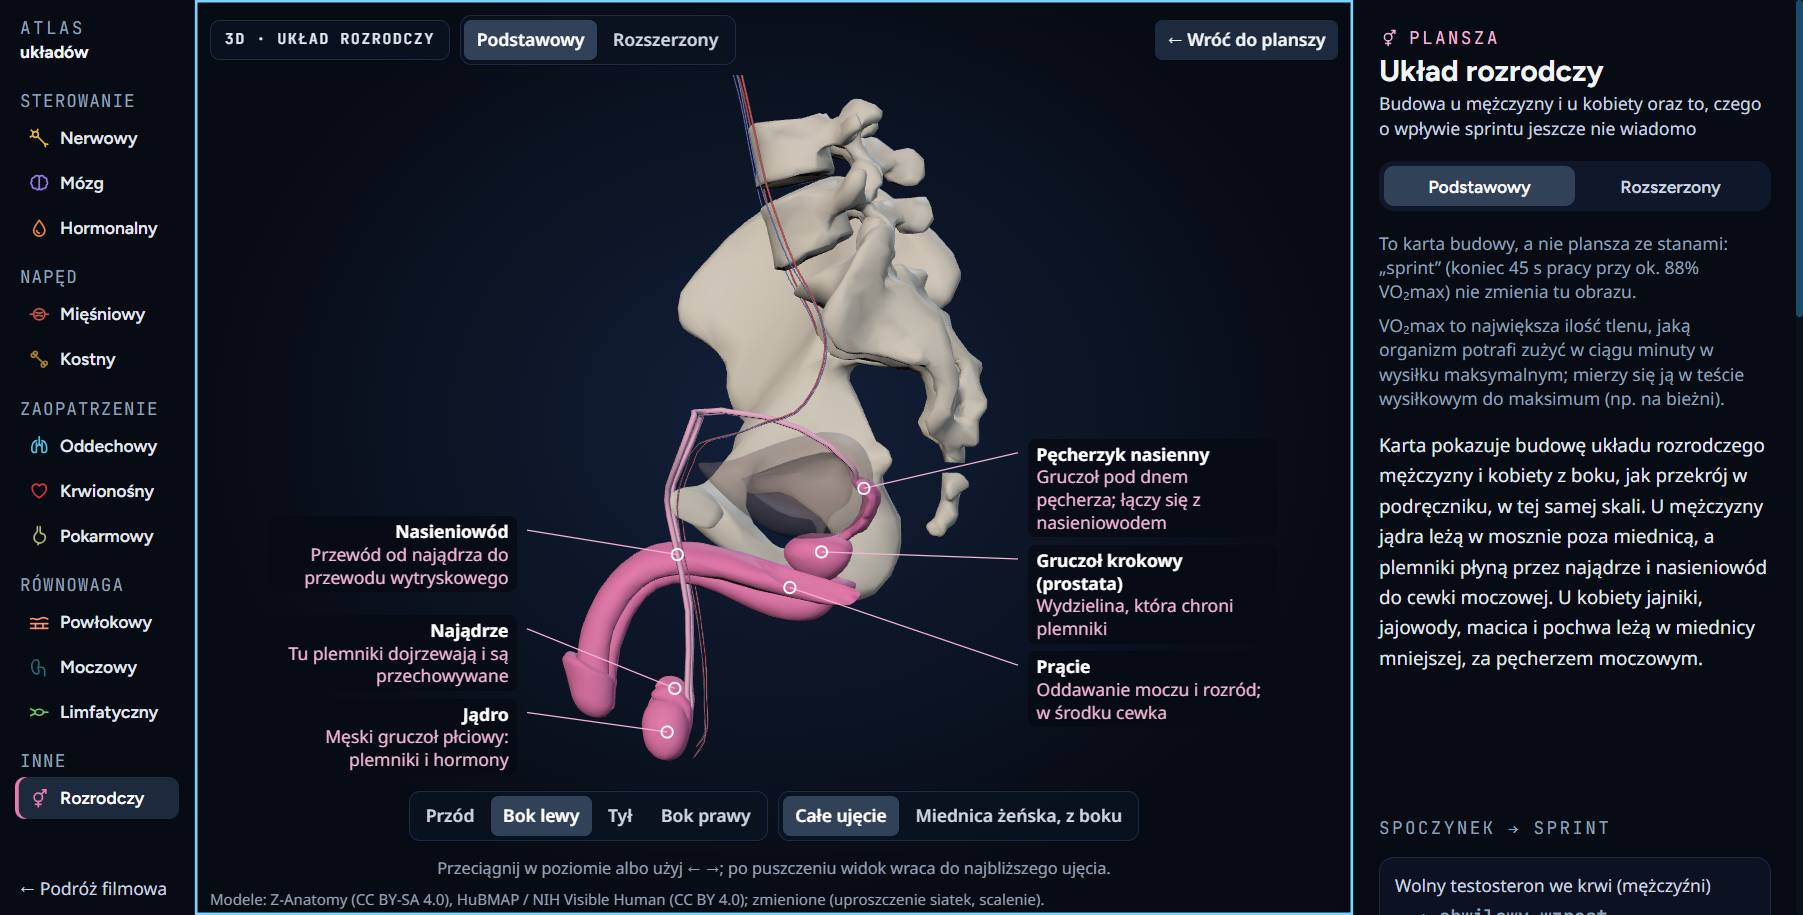 ATLAS
układów
STEROWANIE
Nerwowy
Mózg
Hormonalny
NAPĘD
Mięśniowy
Kostny
ZAOPATRZENIE
Oddechowy
Krwionośny
Pokarmowy
RÓWNOWAGA
Powłokowy
Moczowy
Limfatyczny
INNE
Rozrodczy
← Podróż filmowa
3D · UKŁAD ROZRODCZY
Podstawowy Rozszerzony
← Wróć do planszy
Nasieniowód
Przewód od najądrza do
przewodu wytryskowego
Najądrze
Tu plemniki dojrzewają i są
przechowywane
Jądro
Męski gruczoł płciowy:
plemniki i hormony
Pęcherzyk nasienny
Gruczoł pod dnem
pęcherza; łączy się z
nasieniowodem
Gruczoł krokowy
(prostata)
Wydzielina, która chroni
plemniki
Prącie
Oddawanie moczu i rozród;
w środku cewka
Przód Bok lewy Tył Bok prawy
Całe ujęcie Miednica żeńska, z boku
Przeciągnij w poziomie albo użyj ← →; po puszczeniu widok wraca do najbliższego ujęcia.
Modele: Z-Anatomy (CC BY-SA 4.0), HuBMAP / NIH Visible Human (CC BY 4.0); zmienione (uproszczenie siatek, scalenie).
PLANSZA
Układ rozrodczy
Budowa u mężczyzny i u kobiety oraz to, czego
o wpływie sprintu jeszcze nie wiadomo
Podstawowy Rozszerzony
To karta budowy, a nie plansza ze stanami:
„sprint” (koniec 45 s pracy przy ok. 88%
VO₂max) nie zmienia tu obrazu.
VO₂max to największa ilość tlenu, jaką
organizm potrafi zużyć w ciągu minuty w
wysiłku maksymalnym; mierzy się ją w teście
wysiłkowym do maksimum (np. na bieżni).
Karta pokazuje budowę układu rozrodczego
mężczyzny i kobiety z boku, jak przekrój w
podręczniku, w tej samej skali. U mężczyzny
jądra leżą w mosznie poza miednicą, a
plemniki płyną przez najądrze i nasieniowód
do cewki moczowej. U kobiety jajniki,
jajowody, macica i pochwa leżą w miednicy
mniejszej, za pęcherzem moczowym.
SPOCZYNEK → SPRINT
Wolny testosteron we krwi (mężczyźni)